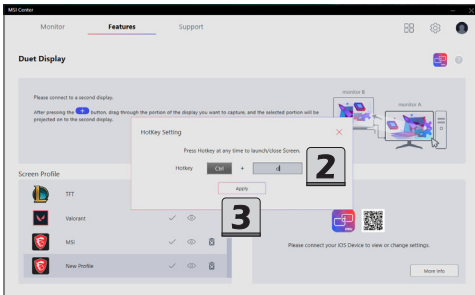 MSI Center
Monitor
Features
Support
Duet Display
Please connect to a second display.
After pressing the button, drag through the portion of the display you want to capture, and the selected portion will be
projected on to the second display.
monitor B
monitor A
HotKey Setting
Press Hotkey at any time to launch/close Screen.
Hotkey
Ctrl
+
d
2
Apply
3
Screen Profile
TFT
Valorant
MSI
New Profile
Please connect your iOS Device to view or change settings.
More info